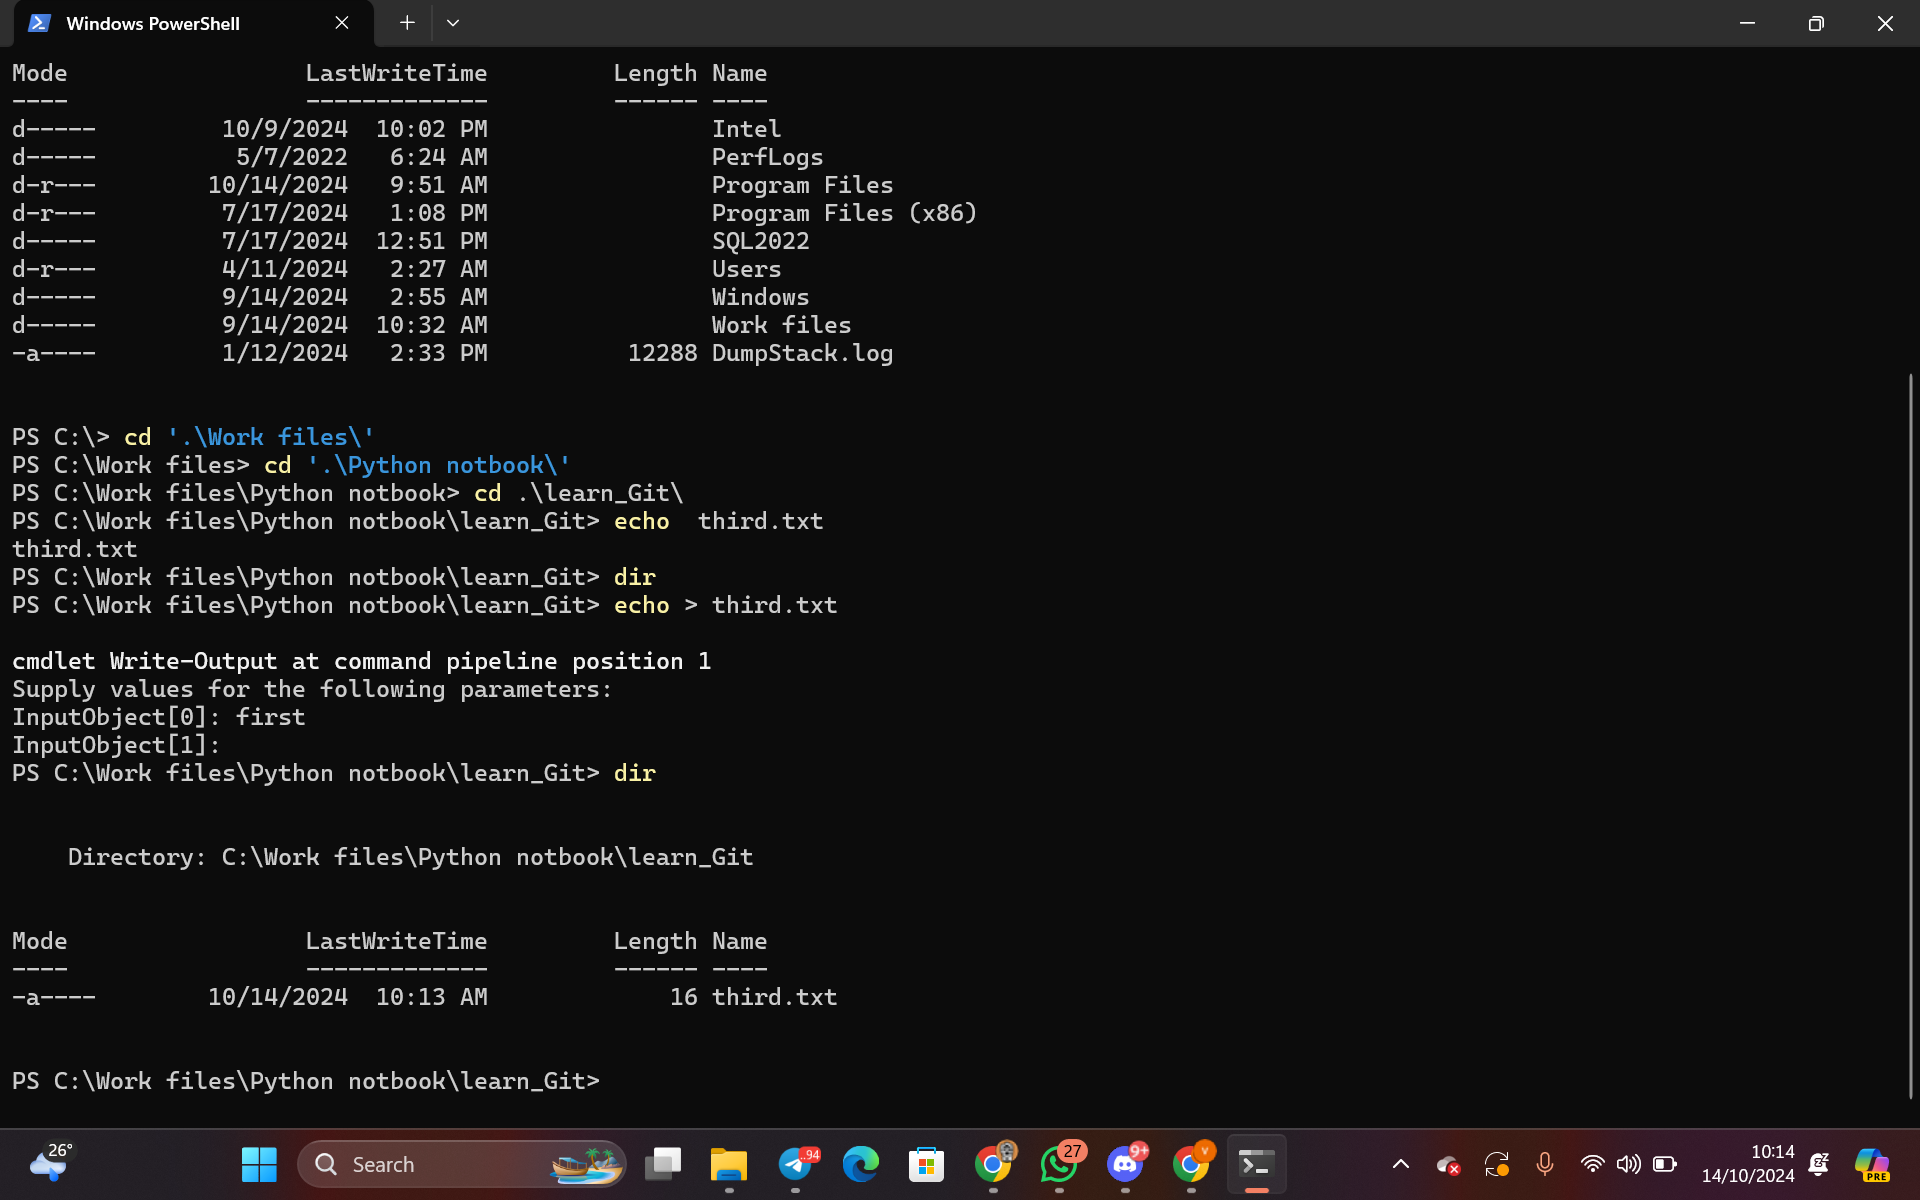 Windows PowerShell
Mode                 LastWriteTime         Length Name
----                 -------------         ------ ----
d-----         10/9/2024  10:02 PM                Intel
d-----          5/7/2022   6:24 AM                PerfLogs
d-r---        10/14/2024   9:51 AM                Program Files
d-r---         7/17/2024   1:08 PM                Program Files (x86)
d-----         7/17/2024  12:51 PM                SQL2022
d-r---         4/11/2024   2:27 AM                Users
d-----         9/14/2024   2:55 AM                Windows
d-----         9/14/2024  10:32 AM                Work files
-a----         1/12/2024   2:33 PM          12288 DumpStack.log
PS C:\> cd '.\Work files\'
PS C:\Work files> cd '.\Python notbook\'
PS C:\Work files\Python notbook> cd .\learn_Git\
PS C:\Work files\Python notbook\learn_Git> echo  third.txt
third.txt
PS C:\Work files\Python notbook\learn_Git> dir
PS C:\Work files\Python notbook\learn_Git> echo > third.txt
cmdlet Write-Output at command pipeline position 1
Supply values for the following parameters:
InputObject[0]: first
InputObject[1]:
PS C:\Work files\Python notbook\learn_Git> dir
    Directory: C:\Work files\Python notbook\learn_Git
Mode                 LastWriteTime         Length Name
----                 -------------         ------ ----
-a----        10/14/2024  10:13 AM             16 third.txt
PS C:\Work files\Python notbook\learn_Git>
26°
Search
..94
27
9+
V
10:14
14/10/2024
PRE